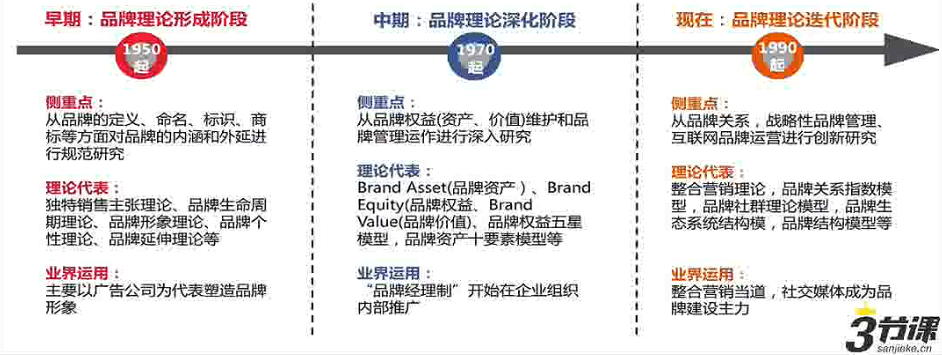 早期：品牌理论形成阶段
1950
起
侧重点：
从品牌的定义、命名、标识、商
标等方面对品牌的内涵和外延进
行规范研究
理论代表：
独特销售主张理论、品牌生命周
期理论、品牌形象理论、品牌个
性理论、品牌延伸理论等
业界运用：
主要以广告公司为代表塑造品牌
形象
中期：品牌理论深化阶段
1970
起
侧重点：
从品牌权益(资产、价值)维护和品
牌管理运作进行深入研究
理论代表：
Brand Asset(品牌资产）、Brand
Equity(品牌权益、Brand
Value(品牌价值)、品牌权益五星
模型，品牌资产十要素模型等
业界运用：
“品牌经理制”开始在企业组织
内部推广
现在：品牌理论迭代阶段
1990
起
侧重点：
从品牌关系，战略性品牌管理、
互联网品牌运营进行创新研究
理论代表：
整合营销理论，品牌关系指数模
型，品牌社群理论模型，品牌生
态系统结构模，品牌结构模型等
业界运用：
整合营销当道，社交媒体成为品
牌建设主力
3节课
sanjieke.cn